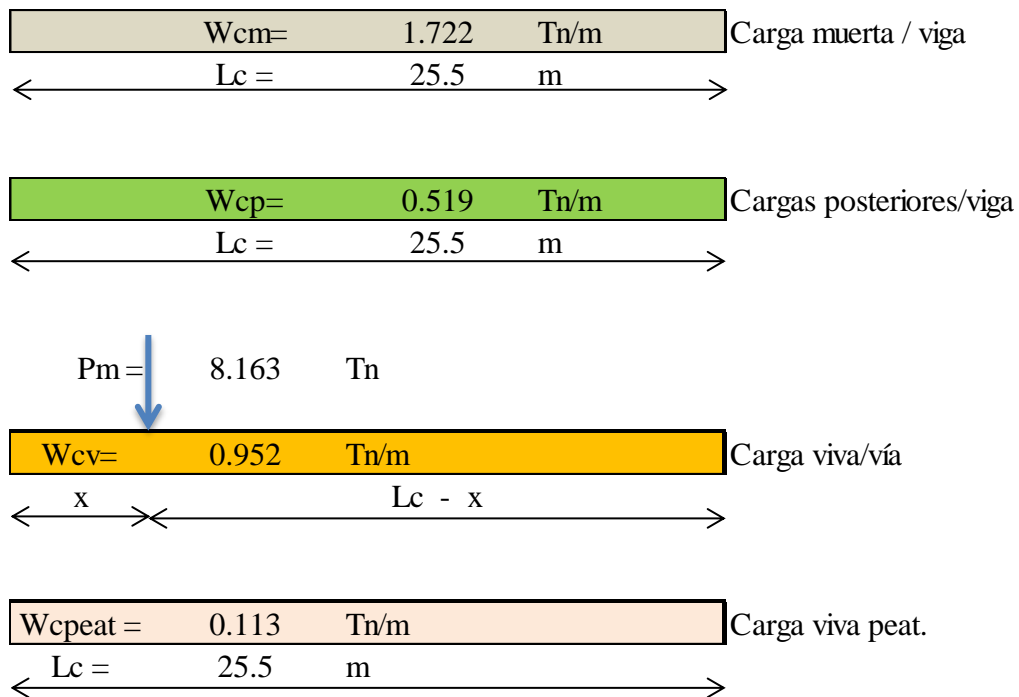 Wcm= 1.722 Tn/m Carga muerta / viga
Lc = 25.5 m
Wcp= 0.519 Tn/m Cargas posteriores/viga
Lc = 25.5 m
Pm = 8.163 Tn
Wcv= 0.952 Tn/m Carga viva/vía
x Lc - x
Wcpeat = 0.113 Tn/m Carga viva peat.
Lc = 25.5 m